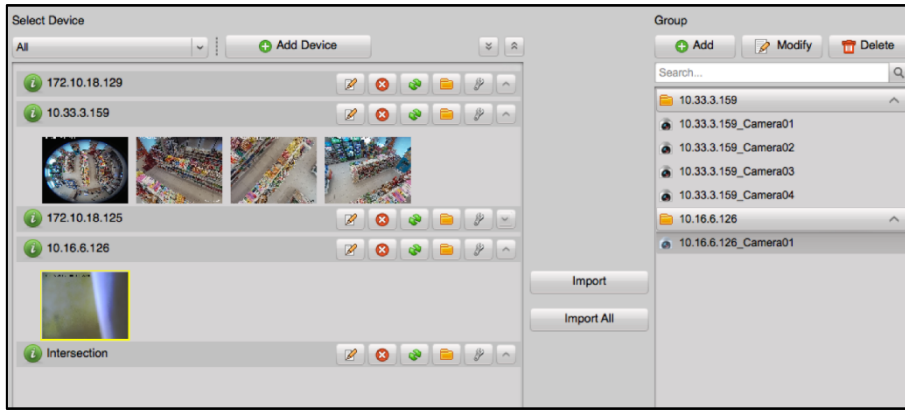 Select Device
All
Add Device
172.10.18.129
10.33.3.159
172.10.18.125
10.16.6.126
Intersection
Import
Import All
Group
Add
Modify
Delete
Search...
10.33.3.159
10.33.3.159_Camera01
10.33.3.159_Camera02
10.33.3.159_Camera03
10.33.3.159_Camera04
10.16.6.126
10.16.6.126_Camera01